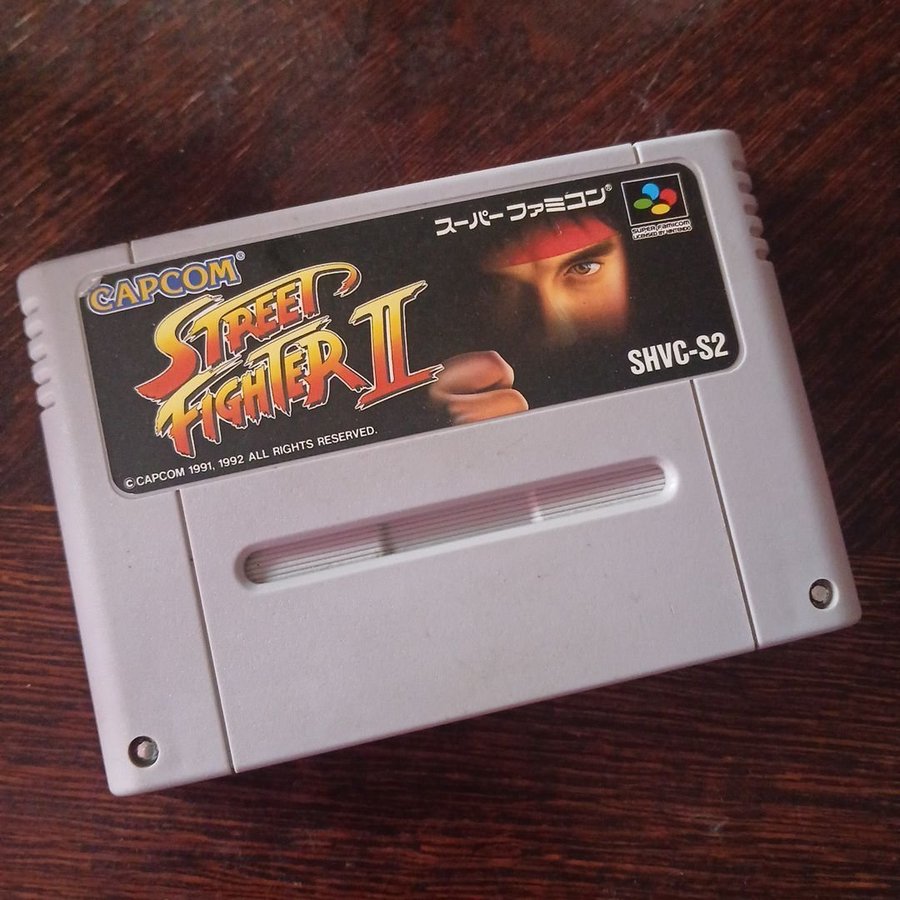 CAPCOM®
スーパーファミコン®
SUPER FAMICOM
LICENSED BY NINTENDO
STREET
FIGHTER II
SHVC-S2
©CAPCOM 1991, 1992 ALL RIGHTS RESERVED.